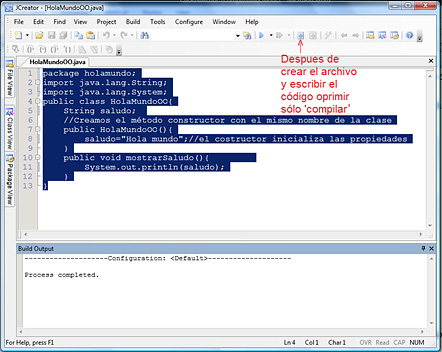 JCreator - [HolaMundoOO.java]
File Edit View Find Project Build Tools Configure Window Help
HolaMundoOO.java
Despues de
crear el archivo
y escribir el
código oprimir
sólo 'compilar'
File View
Class View
Package View
1 package holamundo;
2 import java.lang.String;
3 import java.lang.System;
4 public class HolaMundoOO{
5 String saludo;
6 //Creamos el método constructor con el mismo nombre de la clase
7 public HolaMundoOO(){
8 saludo="Hola mundo";//el costructor inicializa las propiedades
9 }
10 public void mostrarSaludo(){
11 System.out.println(saludo);
12 }
13 }
Build Output
--------------------Configuration: <Default>--------------------
Process completed.
For Help, press F1
Ln 4 Col 1 Char 1 OVR Read CAP NUM